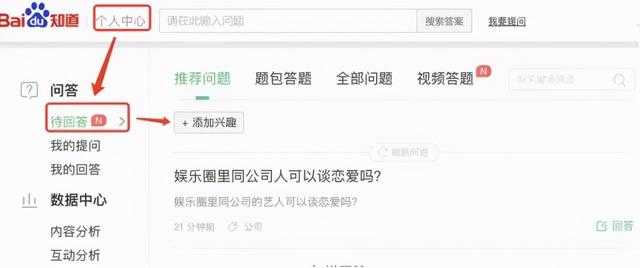 Bai du 知道 个人中心 请在此输入问题 搜索答案 我要提问
问答
待回答 N
我的提问
我的回答
数据中心
内容分析
互动分析
推荐问题 题包答题 全部问题 视频答题 N
+ 添加兴趣
刷新问题
娱乐圈里同公司人可以谈恋爱吗?
娱乐圈里同公司的艺人可以谈恋爱吗?
21 分钟前 公司 回答